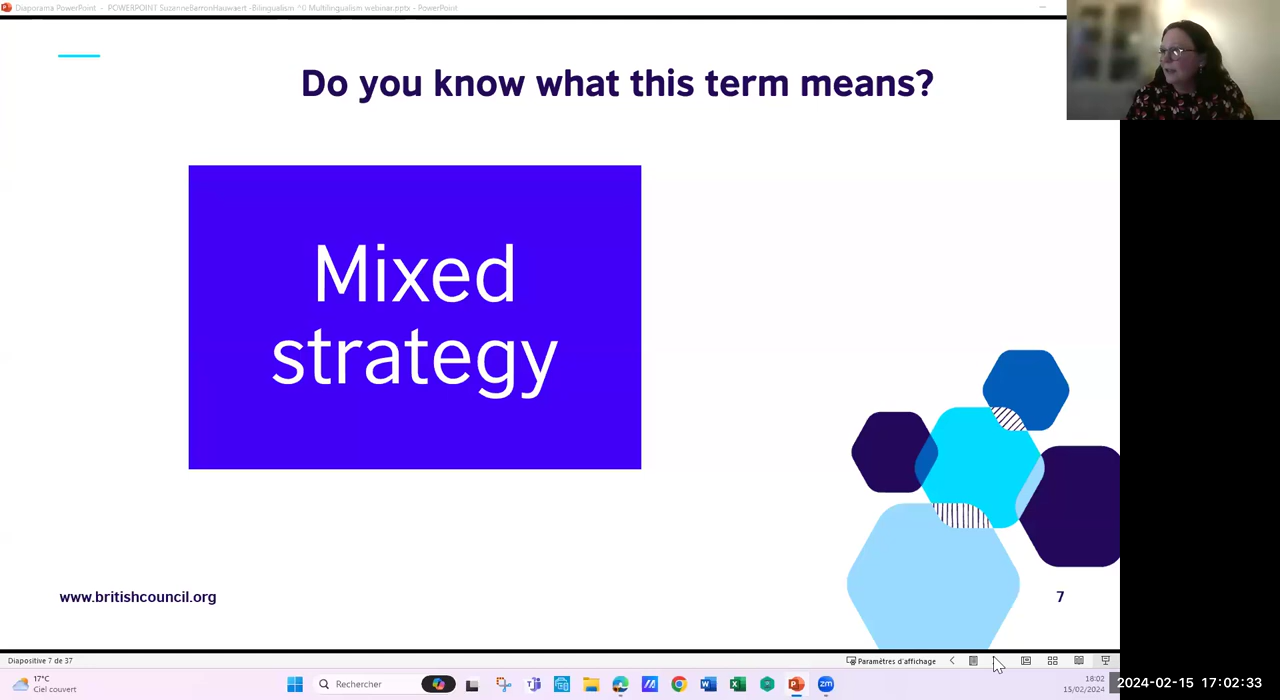 Diaporama PowerPoint - POWERPOINT SuzanneBarronHauwaert -Bilingualism ^0 Multilingualism webinar.pptx - PowerPoint
Do you know what this term means?
Mixed
strategy
www.britishcouncil.org
7
Diapositive 7 de 37
Paramètres d'affichage
17°C
Ciel couvert
Rechercher
zm
18:02
15/02/2024
2024-02-15 17:02:33